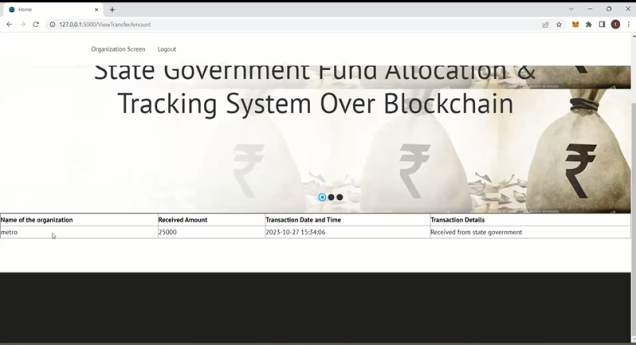 Home
127.0.0.1:5000/ViewTransferAmount
Organization Screen Logout
State Government Fund Allocation &
Tracking System Over Blockchain
₹ ₹ ₹
Name of the organization Received Amount Transaction Date and Time Transaction Details
metro 25000 2023-10-27 15:34:06 Received from state government